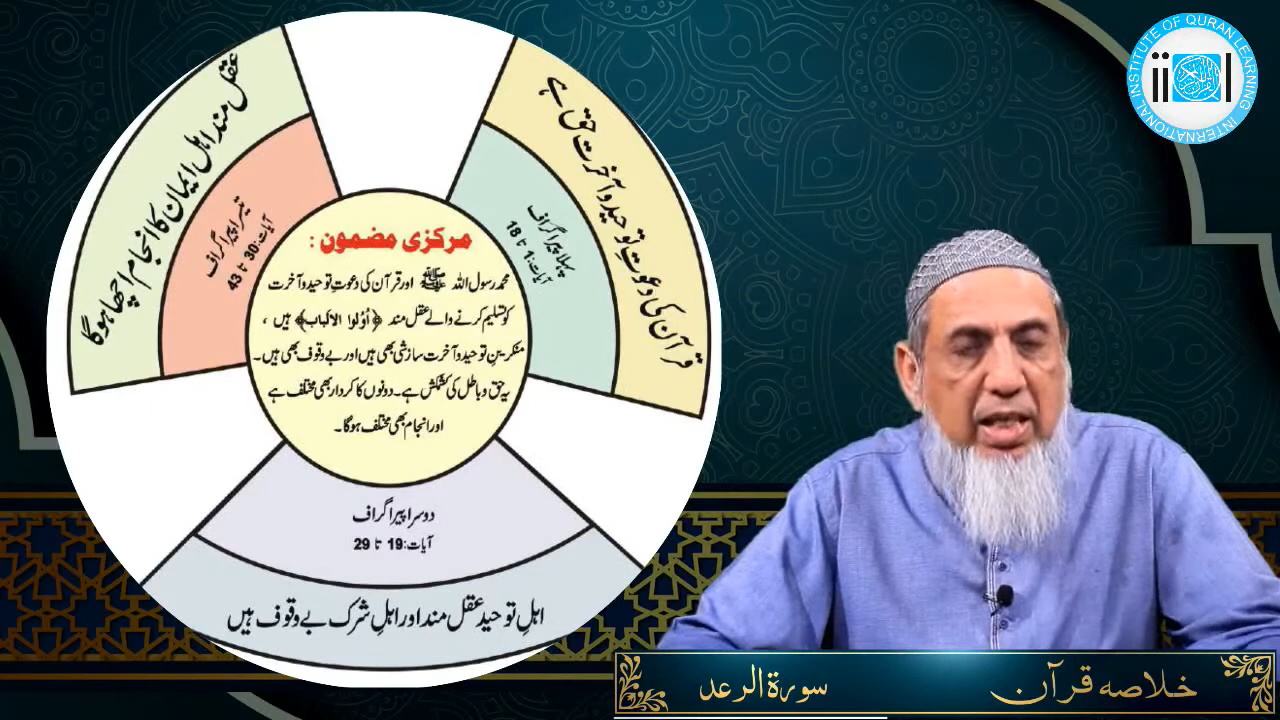 INTERNATIONAL INSTITUTE OF QURAN LEARNING
قرآن کی دعوتِ توحید و آخرت حق ہے
پہلا پیراگراف
آیات: 1 تا 18
عقل مند اہلِ ایمان کا انجام اچھا ہوگا
تیسرا پیراگراف
آیات: 30 تا 43
مرکزی مضمون :
محمد رسول اللہ ﷺ اور قرآن کی دعوتِ توحید و آخرت
کو تسلیم کرنے والے عقل مند ﴿أُولُوا الْأَلْبَاب﴾ ہیں ،
منکرینِ توحید و آخرت سازشی بھی ہیں اور بے وقوف بھی ہیں۔
یہ حق و باطل کی کشمکش ہے۔ دونوں کا کردار بھی مختلف ہے
اور انجام بھی مختلف ہوگا۔
دوسرا پیراگراف
آیات: 19 تا 29
اہلِ توحید عقل مند اور اہلِ شرک بے وقوف ہیں
خلاصہ قرآن
سورۃ الرعد